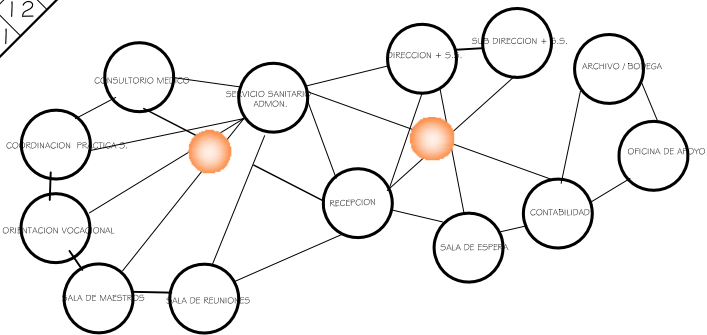 12
1
SUB DIRECCION + S.S.
DIRECCION + S.S.
ARCHIVO / BODEGA
CONSULTORIO MEDICO
SERVICIO SANITARIO
ADMON.
COORDINACION PRACTICA S.
OFICINA DE APOYO
RECEPCION
CONTABILIDAD
ORIENTACION VOCACIONAL
SALA DE ESPERA
SALA DE MAESTROS
SALA DE REUNIONES